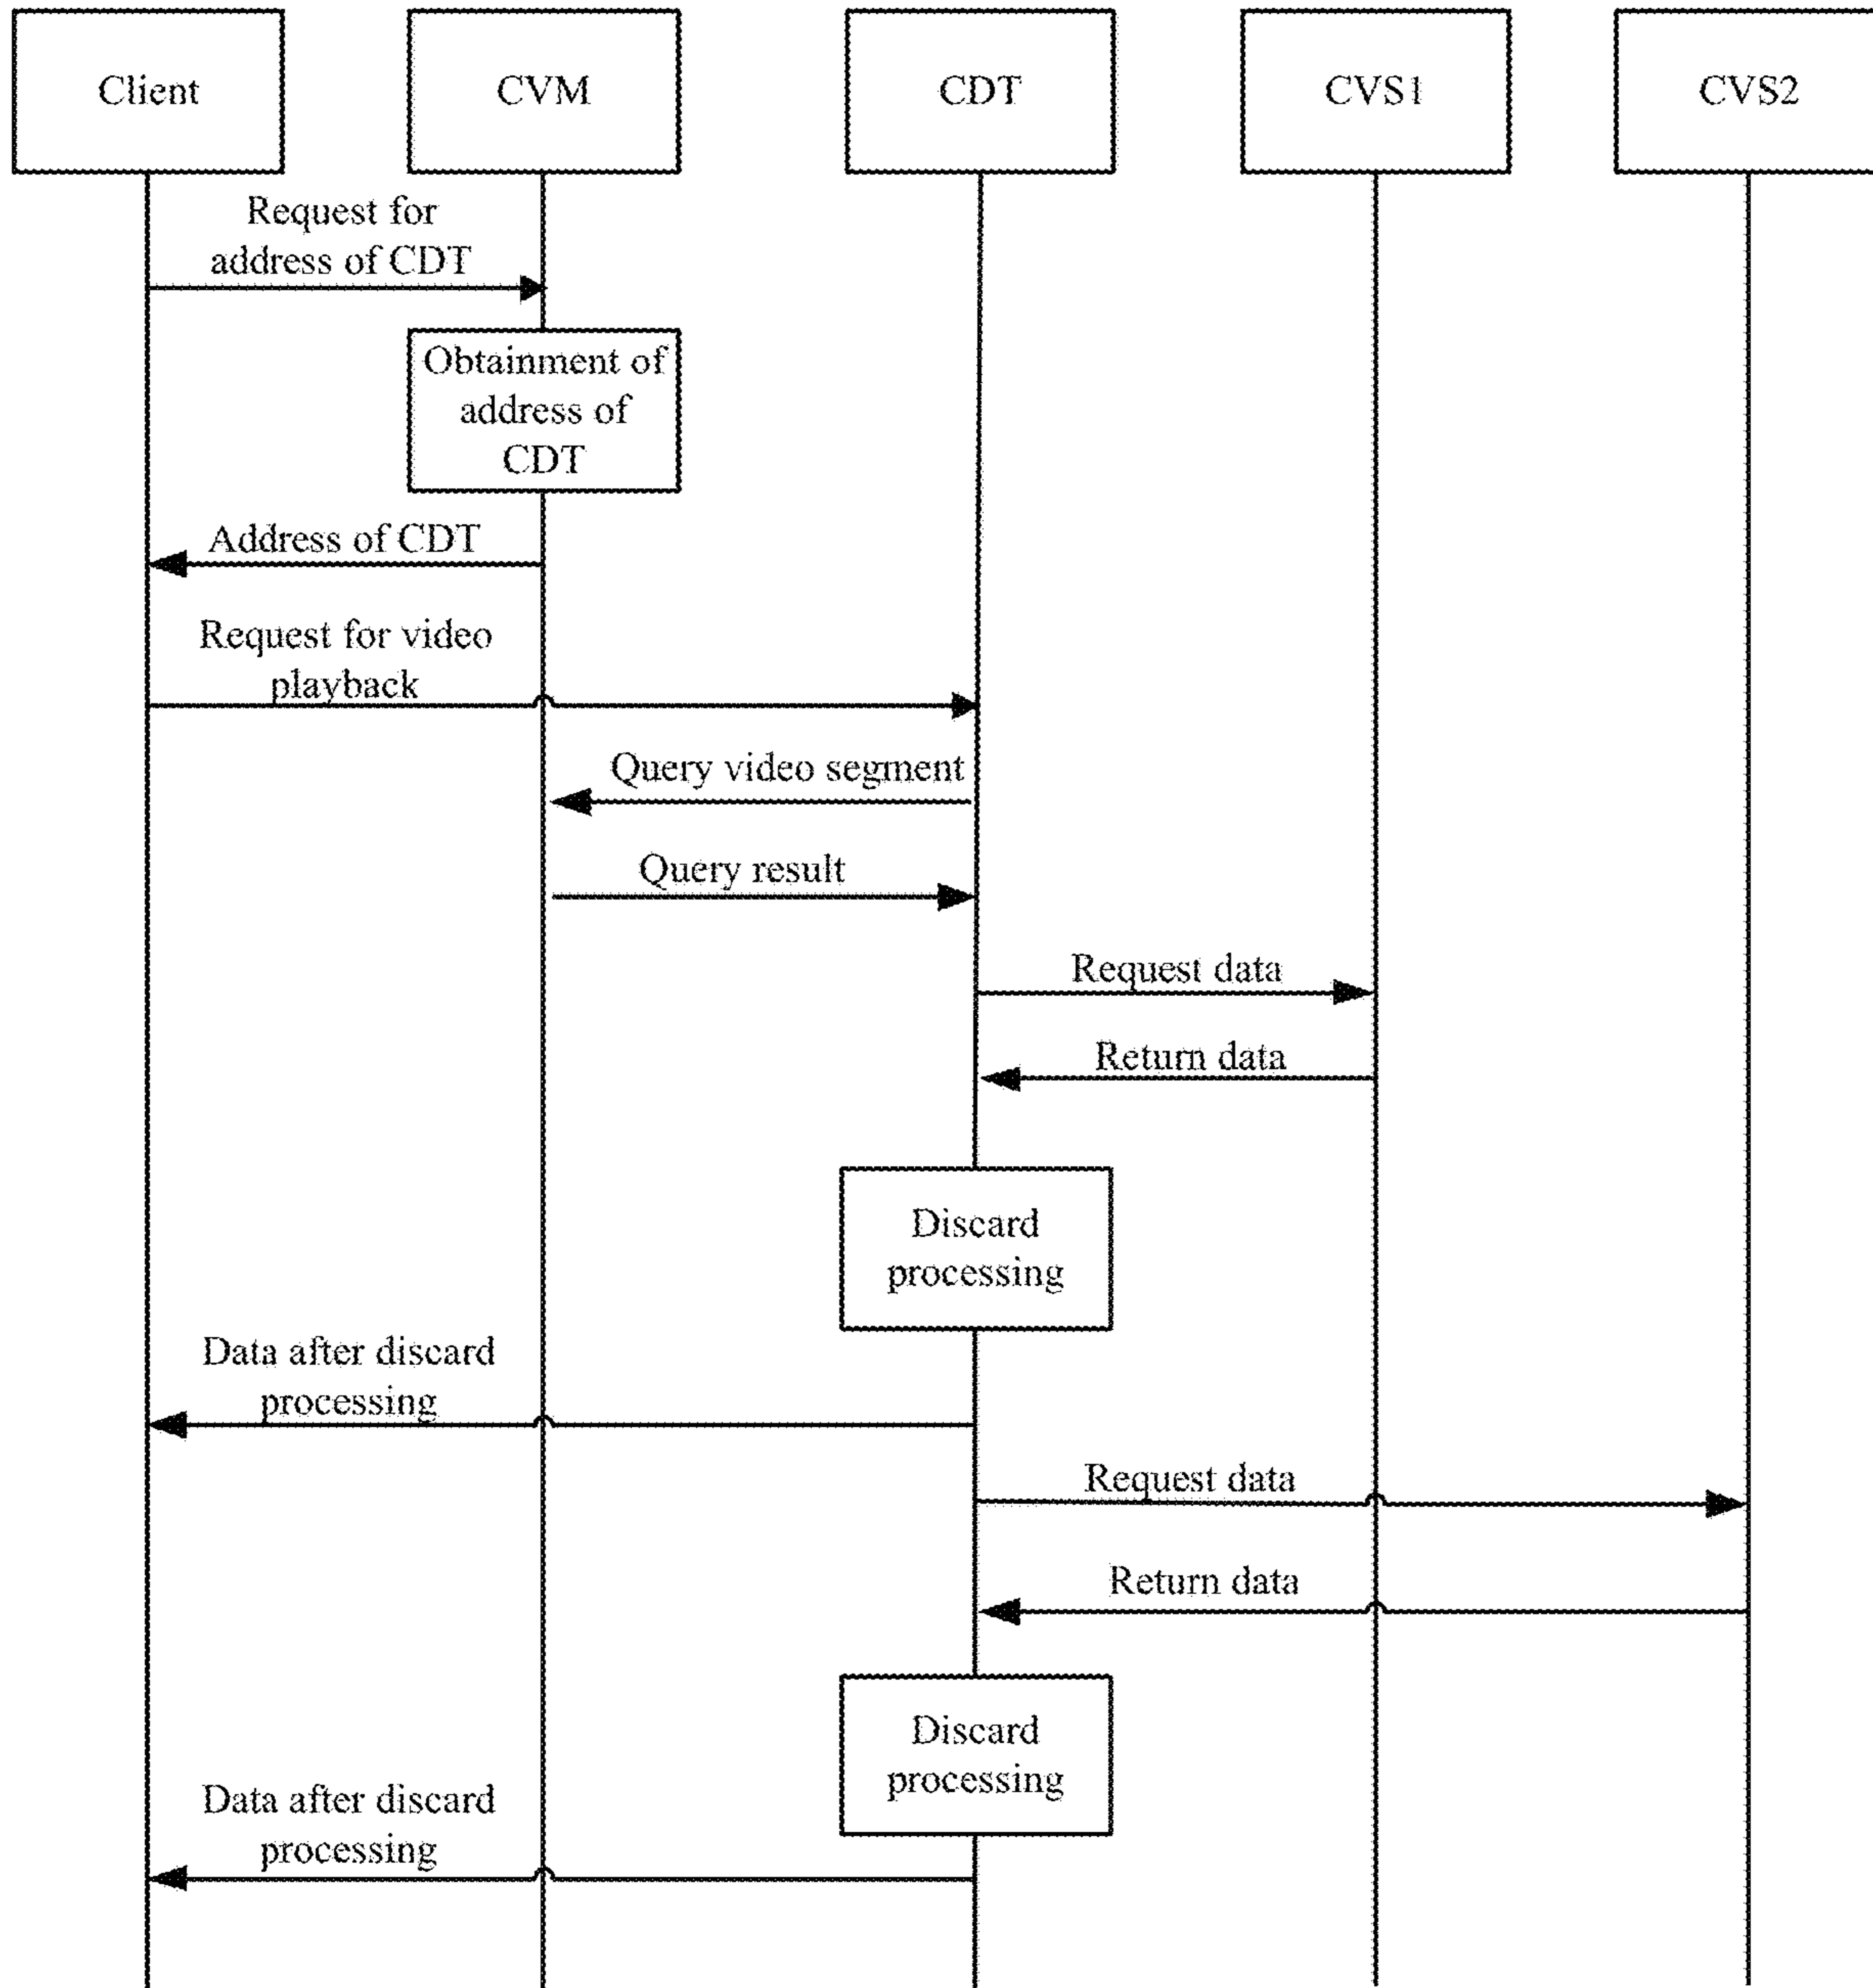 Client
CVM
CDT
CVS1
CVS2
Request for
address of CDT
Obtainment of
address of
CDT
Address of CDT
Request for video
playback
Query video segment
Query result
Request data
Return data
Discard
processing
Data after discard
processing
Request data
Return data
Discard
processing
Data after discard
processing